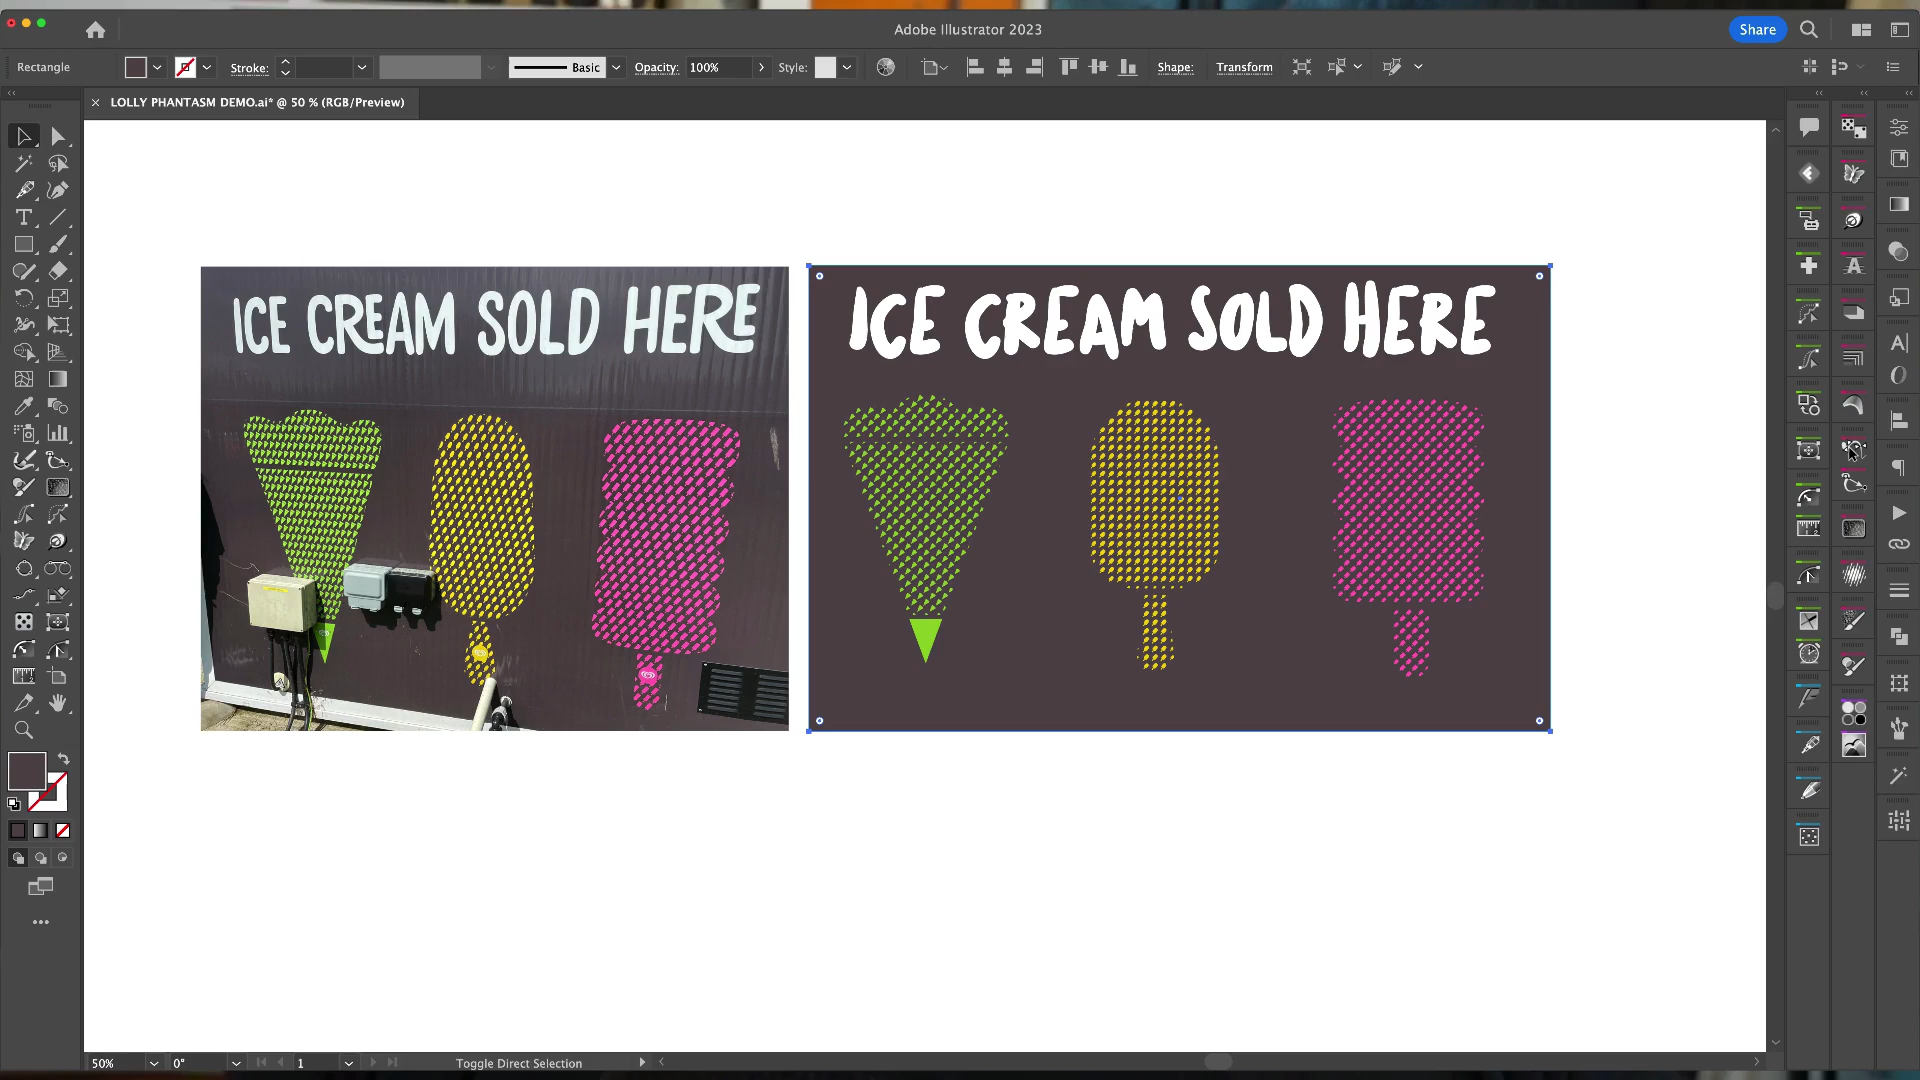 Adobe Illustrator 2023
Share
Rectangle
Stroke:
Basic
Opacity:
100%
Style:
Shape:
Transform
LOLLY PHANTASM DEMO.ai* @ 50 % (RGB/Preview)
ICE CREAM SOLD HERE
ICE CREAM SOLD HERE
50%
0°
1
Toggle Direct Selection